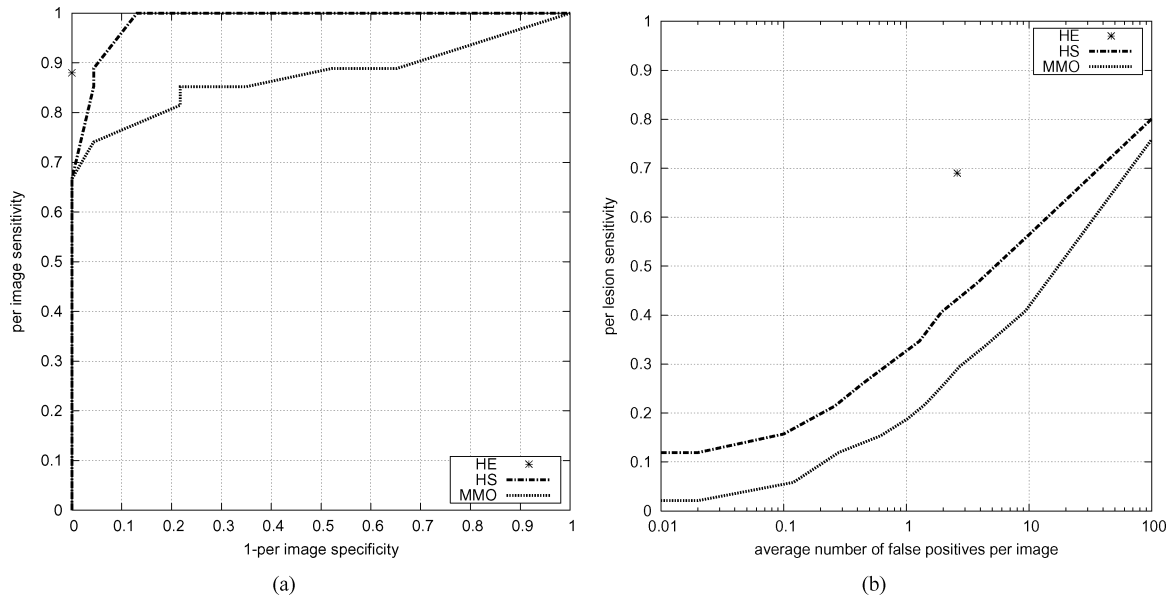 1
0.9
0.8
0.7
0.6
0.5
0.4
0.3
0.2
0.1
0
per image sensitivity
HE
HS
MMO
0 0.1 0.2 0.3 0.4 0.5 0.6 0.7 0.8 0.9 1
1-per image specificity
(a)
1
0.9
0.8
0.7
0.6
0.5
0.4
0.3
0.2
0.1
0
per lesion sensitivity
HE
HS
MMO
0.01 0.1 1 10 100
average number of false positives per image
(b)